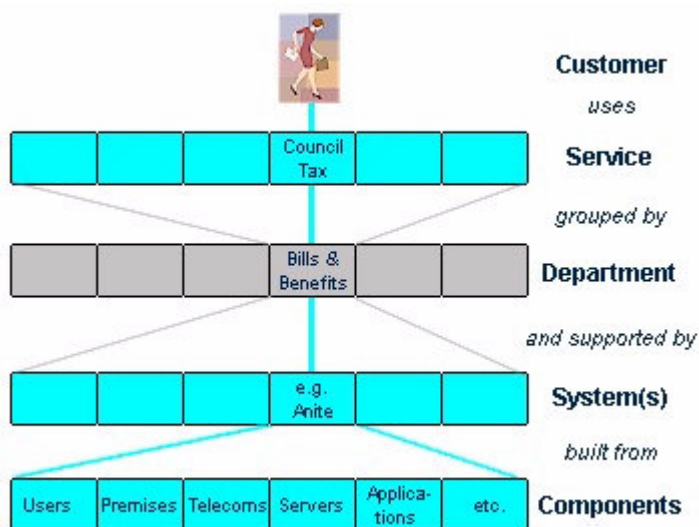 Customer
uses
Council
Tax
Service
grouped by
Bills &
Benefits
Department
and supported by
e.g.
Anite
System(s)
built from
Users Premises Telecoms Servers Applica-
tions etc.
Components